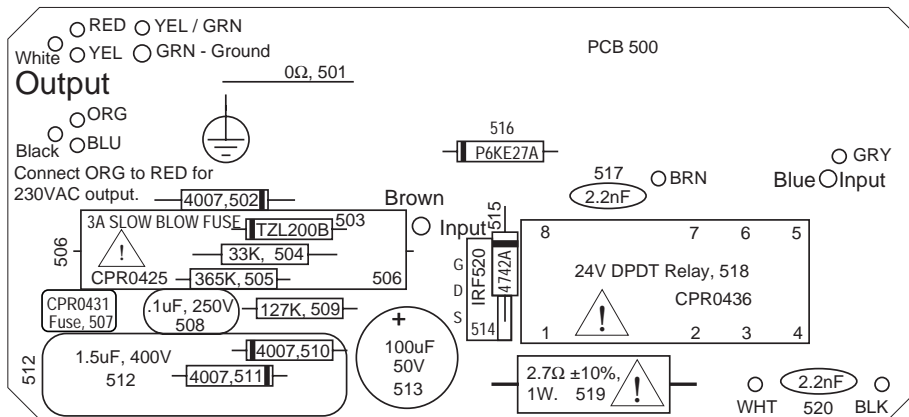 RED
YEL / GRN
White
YEL
GRN - Ground
PCB 500
Output
0Ω, 501
ORG
Black
BLU
516
P6KE27A
GRY
Connect ORG to RED for
230VAC output.
517
BRN
Blue
Input
2.2nF
4007,502
Brown
Input
3A SLOW BLOW FUSE
503
TZL200B
515
506
33K, 504
CPR0425
365K, 505
506
!
G
D
S
IRF520
514
4742A
8
7
6
5
24V DPDT Relay, 518
CPR0436
!
1
2
3
4
CPR0431
Fuse, 507
.1uF, 250V
508
127K, 509
+
100uF
50V
513
4007,510
1.5uF, 400V
512
512
4007,511
2.7Ω ±10%,
1W. 519
!
WHT
2.2nF
520
BLK